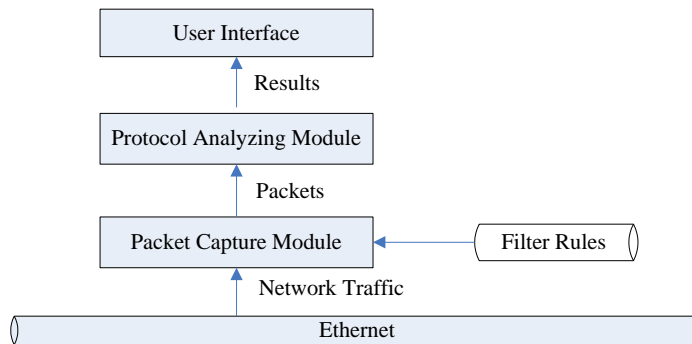 User Interface
Results
Protocol Analyzing Module
Packets
Packet Capture Module
Filter Rules
Network Traffic
Ethernet